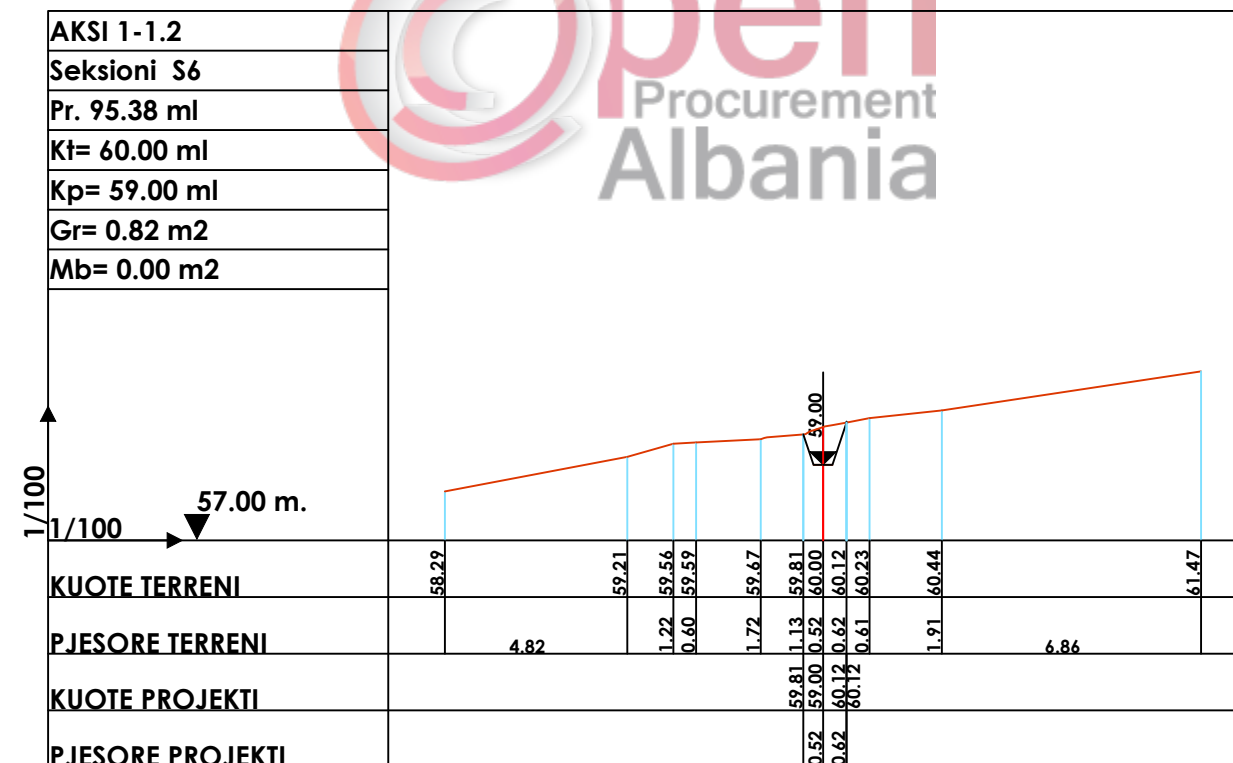 AKSI 1-1.2
Seksioni S6
Pr. 95.38 ml
Kt= 60.00 ml
Kp= 59.00 ml
Gr= 0.82 m2
Mb= 0.00 m2
Open
Procurement
Albania
59.00
1/100
57.00 m.
1/100
KUOTE TERRENI 58.29 59.21 59.56 59.59 59.67 59.81 60.00 60.12 60.23 60.44 61.47
PJESORE TERRENI 4.82 1.22 0.60 1.72 1.13 0.52 0.62 0.61 1.91 6.86
KUOTE PROJEKTI 59.81 59.00 60.12 60.12
PJESORE PROJEKTI 0.52 0.62